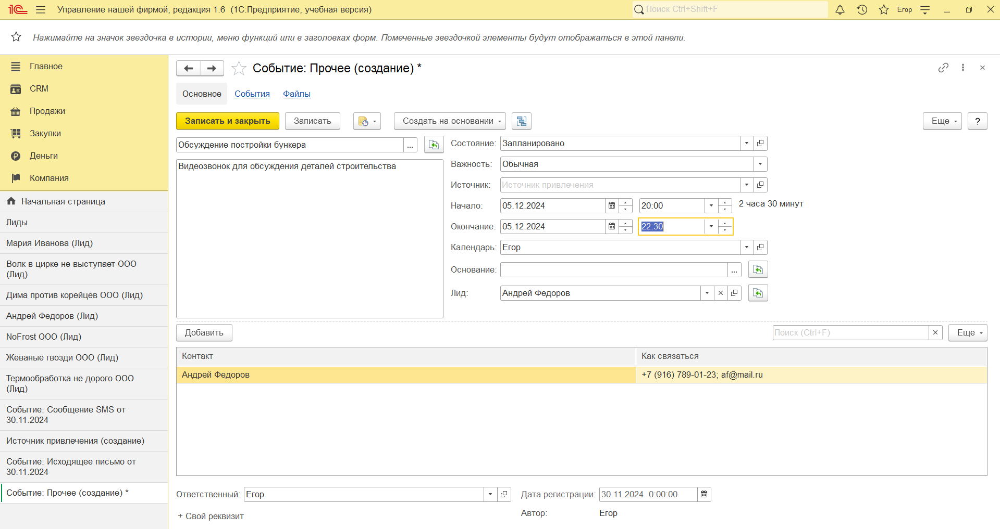 1С Управление нашей фирмой, редакция 1.6 (1С:Предприятие, учебная версия) Поиск Ctrl+Shift+F Егор
Нажимайте на значок звездочка в истории, меню функций или в заголовках форм. Помеченные звездочкой элементы будут отображаться в этой панели.
Главное
CRM
Продажи
Закупки
Деньги
Компания
Начальная страница
Лиды
Мария Иванова (Лид)
Волк в цирке не выступает ООО
(Лид)
Дима против корейцев ООО (Лид)
Андрей Федоров (Лид)
NoFrost ООО (Лид)
Жёваные гвозди ООО (Лид)
Термообработка не дорого ООО
(Лид)
Событие: Сообщение SMS от
30.11.2024
Источник привлечения (создание)
Событие: Исходящее письмо от
30.11.2024
Событие: Прочее (создание) *
Событие: Прочее (создание) *
Основное События Файлы
Записать и закрыть Записать Создать на основании Еще ?
Обсуждение постройки бункера ...
Видеозвонок для обсуждения деталей строительства
Состояние: Запланировано
Важность: Обычная
Источник: Источник привлечения
Начало: 05.12.2024 20:00 2 часа 30 минут
Окончание: 05.12.2024 22:30
Календарь: Егор
Основание: ...
Лид: Андрей Федоров
Добавить Поиск (Ctrl+F) Еще
Контакт Как связаться
Андрей Федоров +7 (916) 789-01-23; af@mail.ru
Ответственный: Егор Дата регистрации: 30.11.2024 0:00:00
+ Свой реквизит Автор: Егор